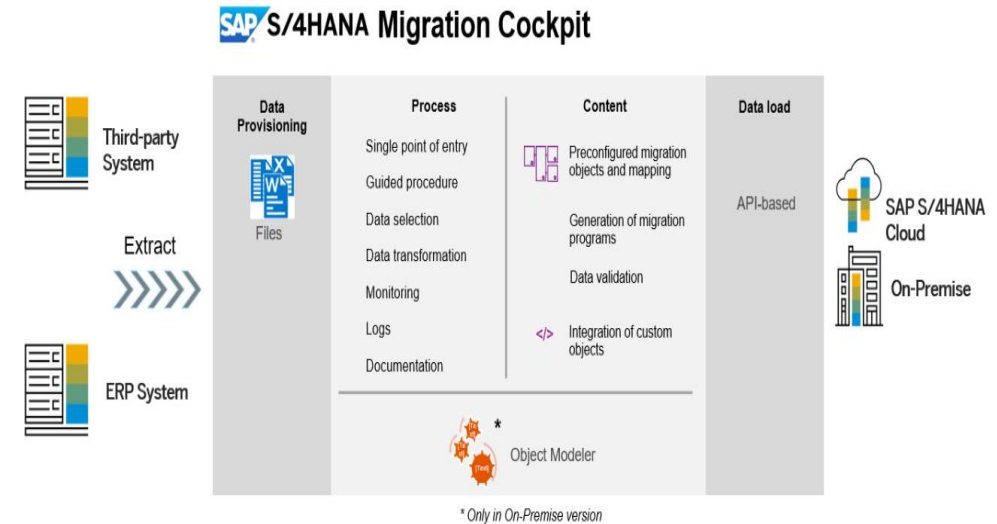 SAP S/4HANA Migration Cockpit
Third-party
System
Extract
ERP System
Data
Provisioning
Files
Process
Single point of entry
Guided procedure
Data selection
Data transformation
Monitoring
Logs
Documentation
Content
Preconfigured migration
objects and mapping
Generation of migration
programs
Data validation
</> Integration of custom
objects
* Object Modeler
[Text]
Data load
API-based
SAP S/4HANA
Cloud
On-Premise
* Only in On-Premise version